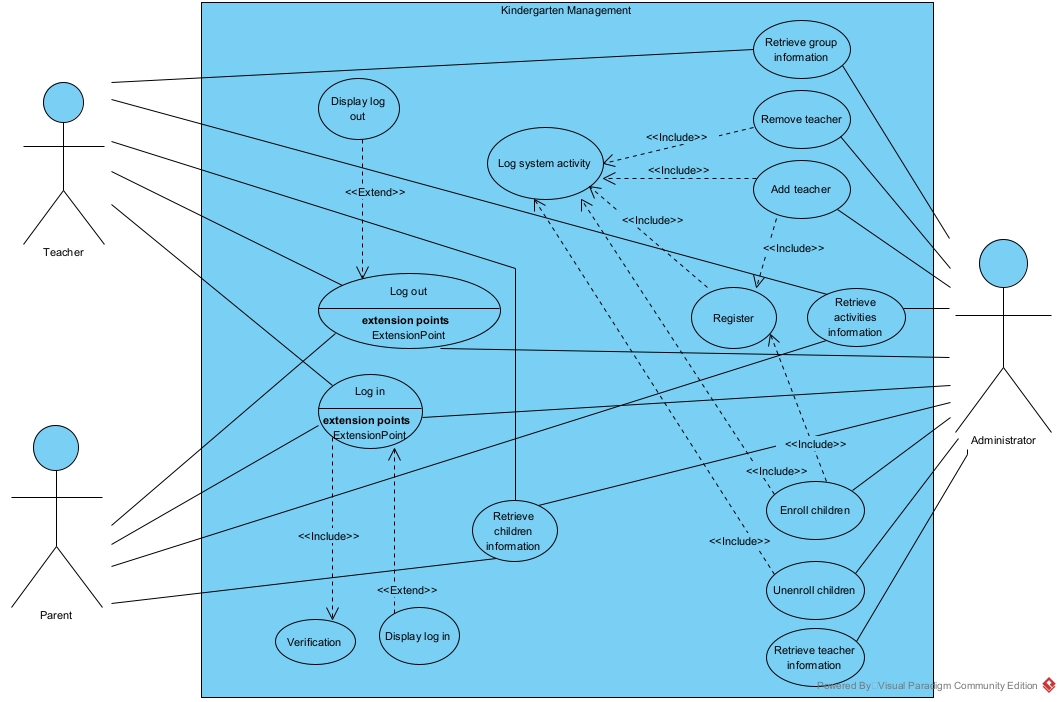 Kindergarten Management
Retrieve group
information
Display log
out
Remove teacher
<<Include>>
Log system activity
<<Include>>
Add teacher
<<Extend>>
<<Include>>
<<Include>>
Teacher
Log out
extension points
ExtensionPoint
Register
Retrieve
activities
information
Log in
extension points
ExtensionPoint
Administrator
<<Include>>
<<Include>>
Enroll children
Retrieve
children
information
<<Include>>
<<Include>>
<<Extend>>
Unenroll children
Parent
Verification
Display log in
Retrieve teacher
information
Powered By: Visual Paradigm Community Edition